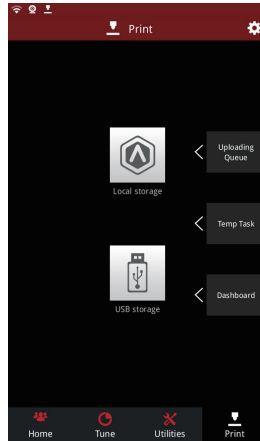 Print
Uploading
Queue
Local storage
Temp Task
Dashboard
USB storage
Home
Tune
Utilities
Print